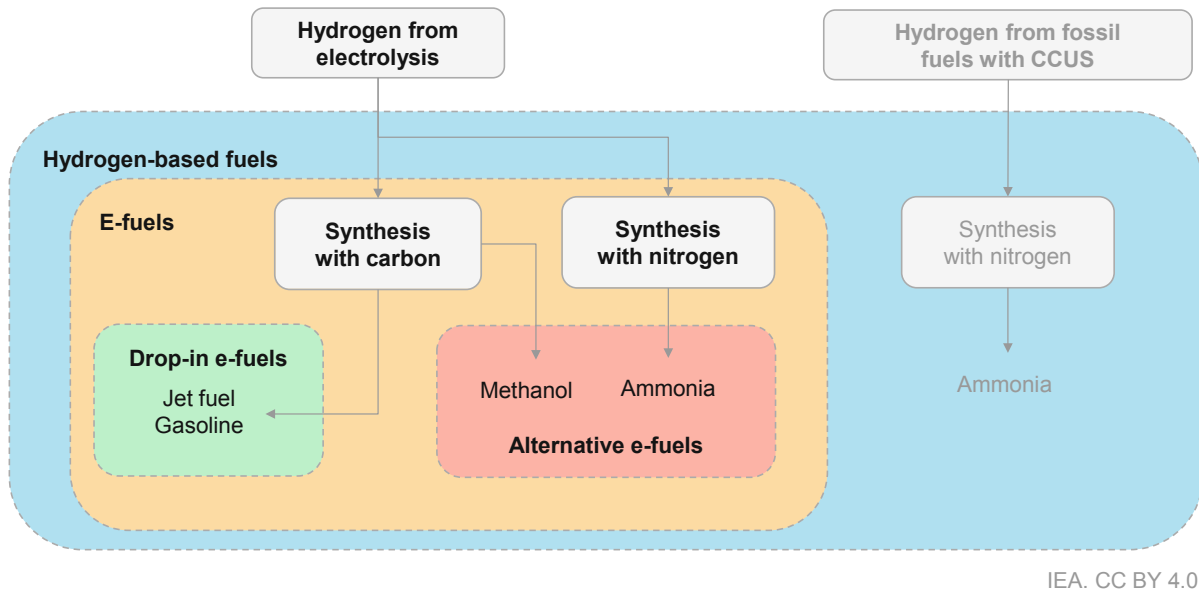 Hydrogen from
electrolysis
Hydrogen from fossil
fuels with CCUS
Hydrogen-based fuels
E-fuels
Synthesis
with carbon
Synthesis
with nitrogen
Synthesis
with nitrogen
Drop-in e-fuels
Jet fuel
Gasoline
Methanol
Ammonia
Alternative e-fuels
Ammonia
IEA. CC BY 4.0